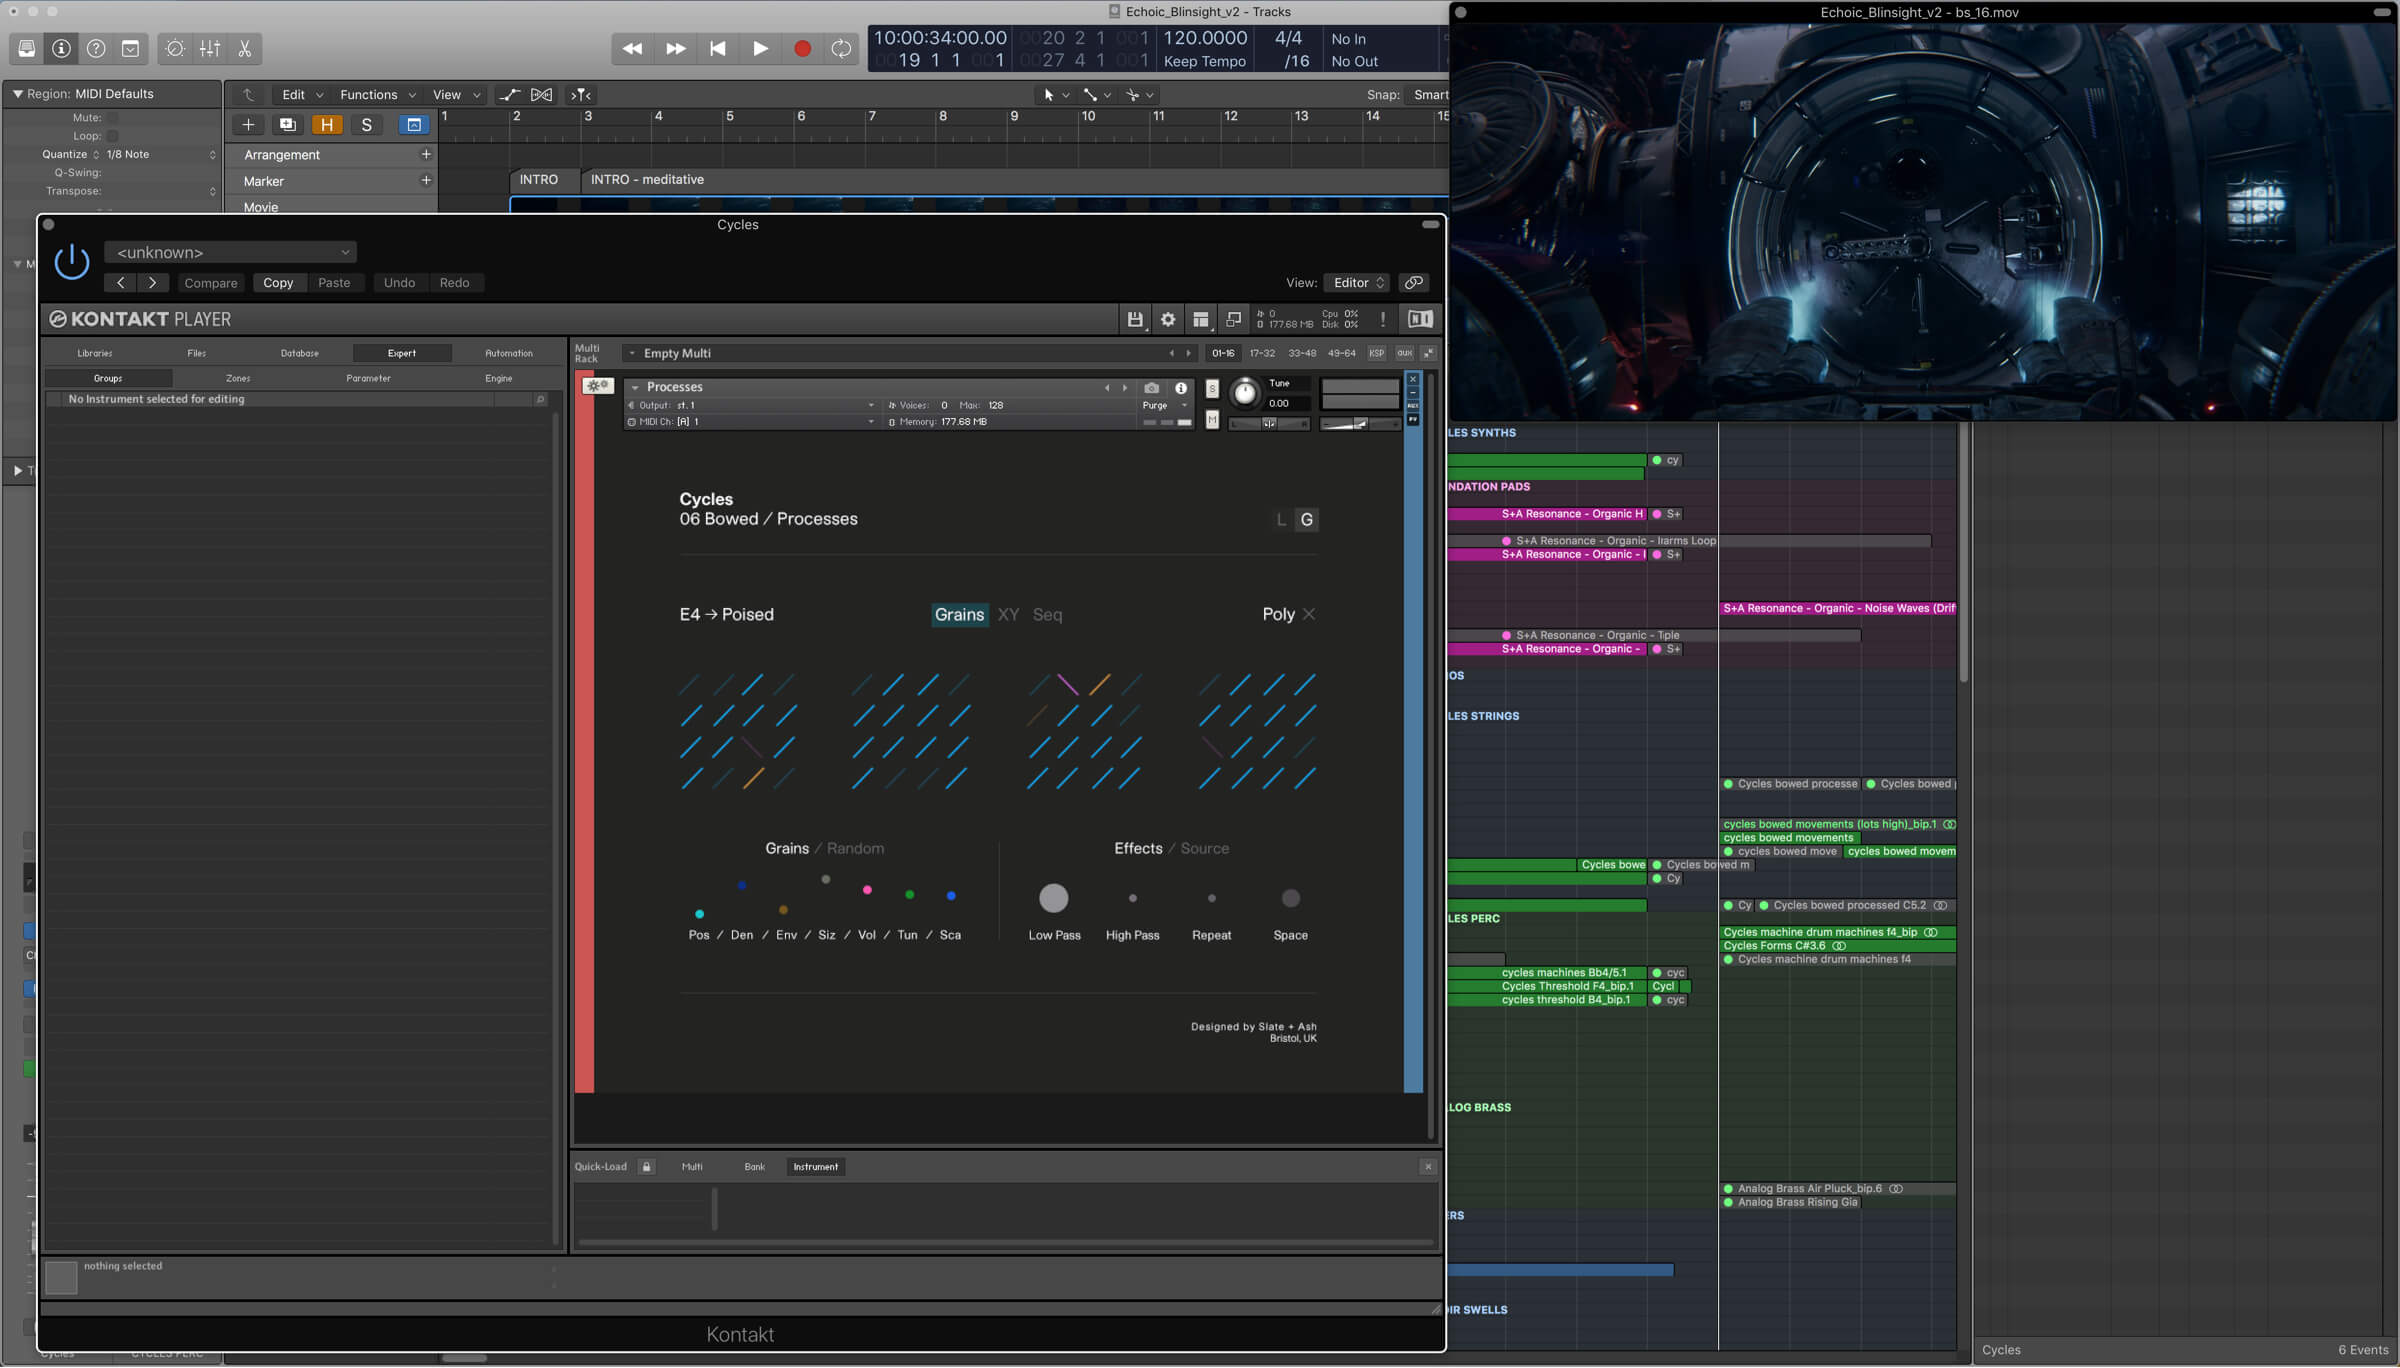 Echoic_Blinsight_v2 - Tracks
Echoic_Blinsight_v2 - bs_16.mov
10:00:34:00.00
19 1 1 1
20 2 1 1
27 4 1 1
120.0000
Keep Tempo
4/4
/16
No In
No Out
Region: MIDI Defaults
Mute:
Loop:
Quantize 1/8 Note
Q-Swing:
Transpose:
Edit Functions View
Snap: Smart
H S
1 2 3 4 5 6 7 8 9 10 11 12 13 14 15
Arrangement +
Marker +
INTRO INTRO - meditative
Movie
Cycles
<unknown>
Compare Copy Paste Undo Redo
View: Editor
KONTAKT PLAYER
0
177.68 MB
Cpu 0%
Disk 0%
! NI
Libraries Files Database Expert Automation
Groups Zones Parameter Engine
No Instrument selected for editing
Multi
Rack
Empty Multi
01-16 17-32 33-48 49-64 KSP aux
Processes
Output: st.1
Voices: 0 Max: 128
Purge
MIDI Ch: [A] 1
Memory: 177.68 MB
S
M
Tune
0.00
L R
AUX
PV
Cycles
06 Bowed / Processes
L G
E4 → Poised
Grains XY Seq
Poly ×
Grains / Random
Effects / Source
Pos / Den / Env / Siz / Vol / Tun / Sca
Low Pass High Pass Repeat Space
Designed by Slate + Ash
Bristol, UK
Quick-Load Multi Bank Instrument
nothing selected
Kontakt
LES SYNTHS
cy
NDATION PADS
S+A Resonance - Organic H S+
S+A Resonance - Organic - Irarms Loop
S+A Resonance - Organic - I S+
S+A Resonance - Organic - Noise Waves (Drif
S+A Resonance - Organic - Tiple
S+A Resonance - Organic - S+
OS
LES STRINGS
Cycles bowed processe Cycles bowed p
cycles bowed movements (lots high)_bip.1
cycles bowed movements
cycles bowed move cycles bowed movem
Cycles bowe Cycles bowed m
Cy
Cy Cycles bowed processed C5.2
LES PERC
Cycles machine drum machines f4_bip
Cycles Forms C#3.6
Cycles machine drum machines f4
cycles machines Bb4/5.1 cyc
Cycles Threshold F4_bip.1 Cycl
cycles threshold B4_bip.1 cyc
LOG BRASS
Analog Brass Air Pluck_bip.6
Analog Brass Rising Gia
ERS
IR SWELLS
Cycles
CYCLES PERC
Cycles
6 Events